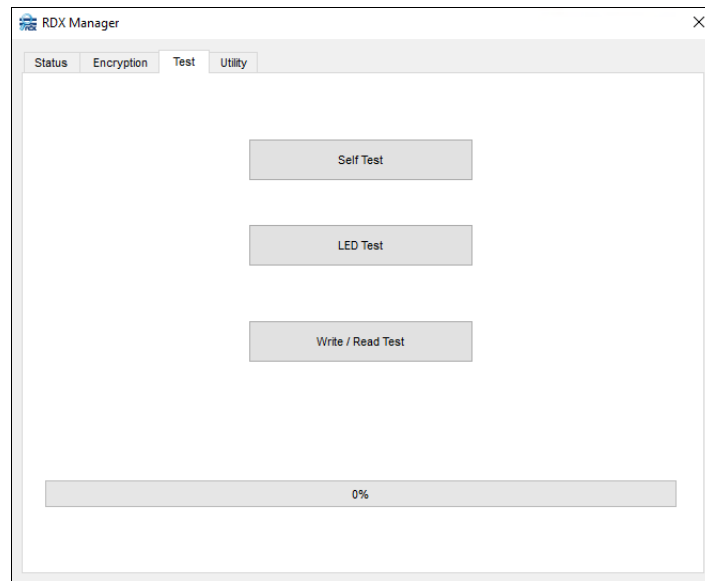 RDX Manager
Status Encryption Test Utility
Self Test
LED Test
Write / Read Test
0%